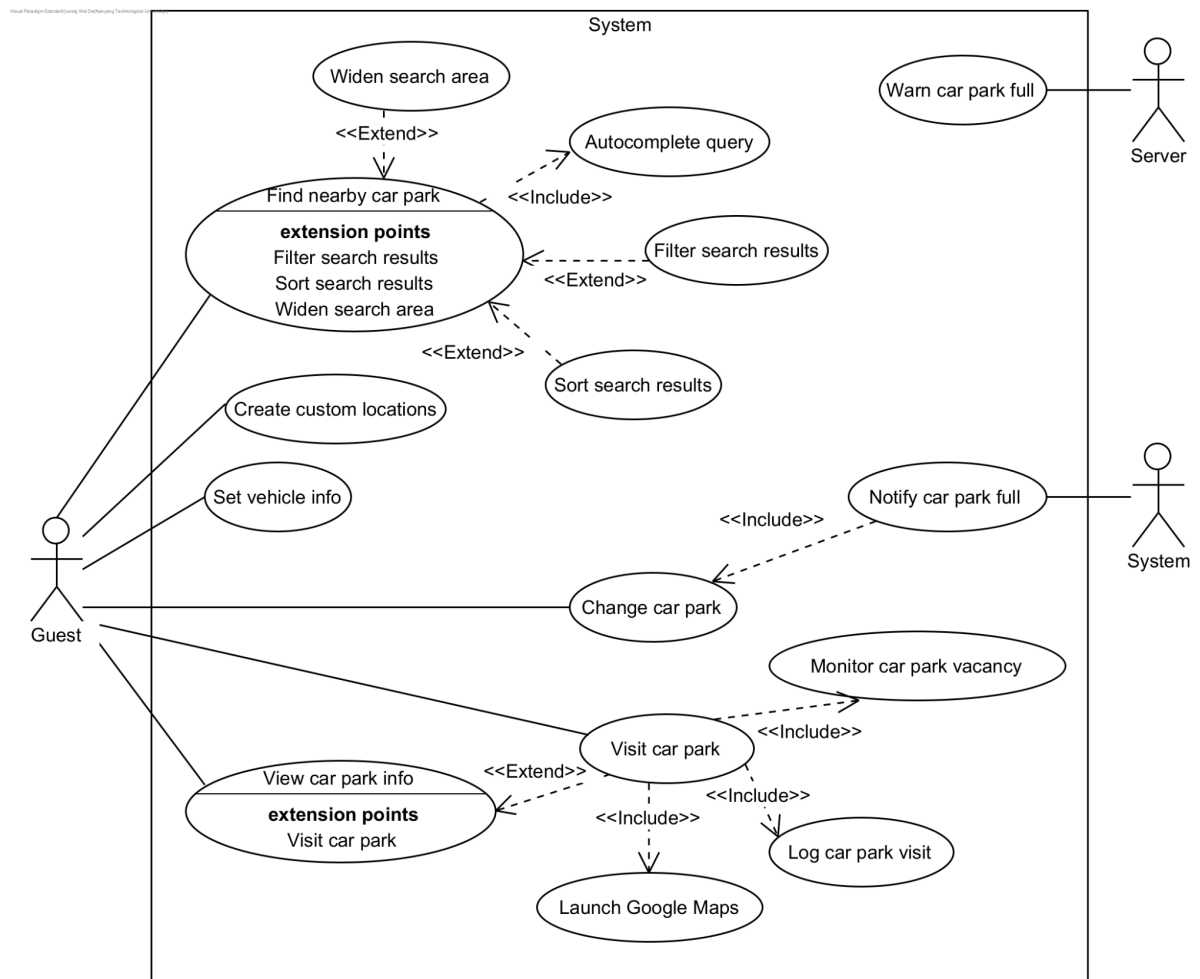 System
Widen search area
Warn car park full
<<Extend>>
Autocomplete query
Server
Find nearby car park
<<Include>>
extension points
Filter search results
Filter search results
Sort search results
<<Extend>>
Widen search area
<<Extend>>
Sort search results
Create custom locations
Set vehicle info
Notify car park full
<<Include>>
System
Change car park
Guest
Monitor car park vacancy
<<Include>>
Visit car park
<<Extend>>
View car park info
<<Include>>
extension points
<<Include>>
Visit car park
Log car park visit
Launch Google Maps